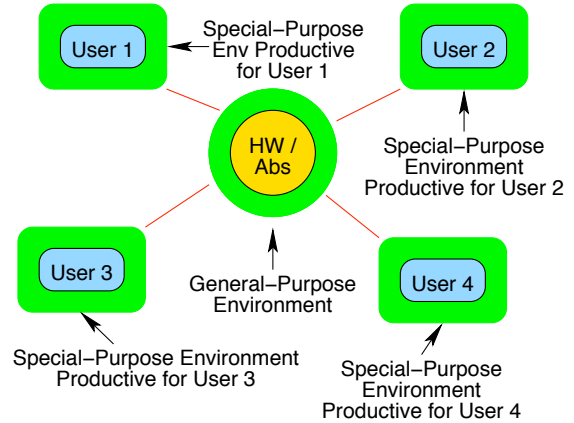 User 1
Special–Purpose
Env Productive
for User 1
User 2
Special–Purpose
Environment
Productive for User 2
HW /
Abs
General–Purpose
Environment
User 3
Special–Purpose Environment
Productive for User 3
User 4
Special–Purpose
Environment
Productive for User 4